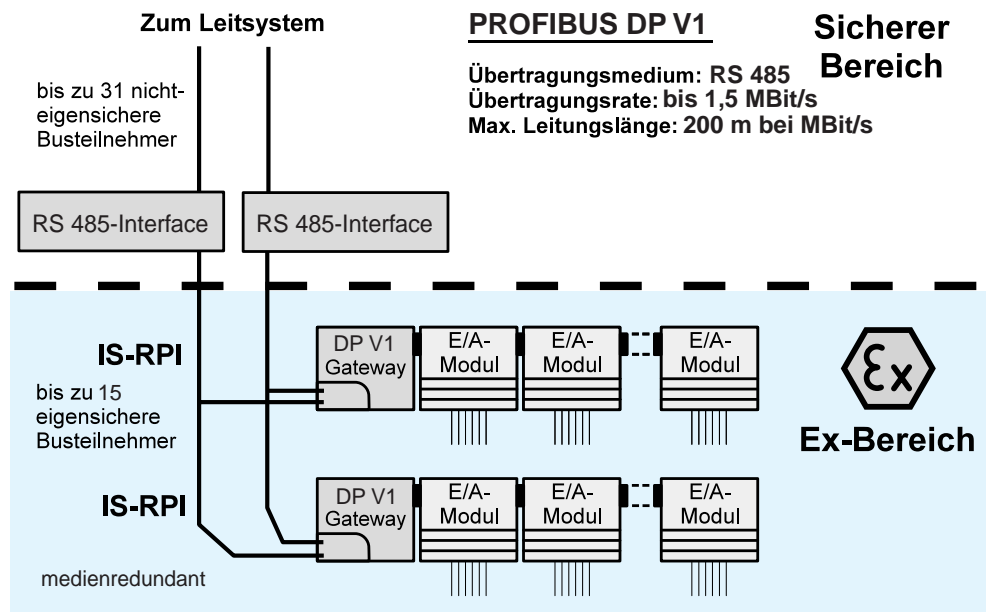 Zum Leitsystem
PROFIBUS DP V1
Sicherer
Bereich
Übertragungsmedium: RS 485
Übertragungsrate: bis 1,5 MBit/s
Max. Leitungslänge: 200 m bei MBit/s
bis zu 31 nicht-
eigensichere
Busteilnehmer
RS 485-Interface
RS 485-Interface
IS-RPI
bis zu 15
eigensichere
Busteilnehmer
DP V1
Gateway
E/A-
Modul
E/A-
Modul
E/A-
Modul
Ex
Ex-Bereich
IS-RPI
DP V1
Gateway
E/A-
Modul
E/A-
Modul
E/A-
Modul
medienredundant